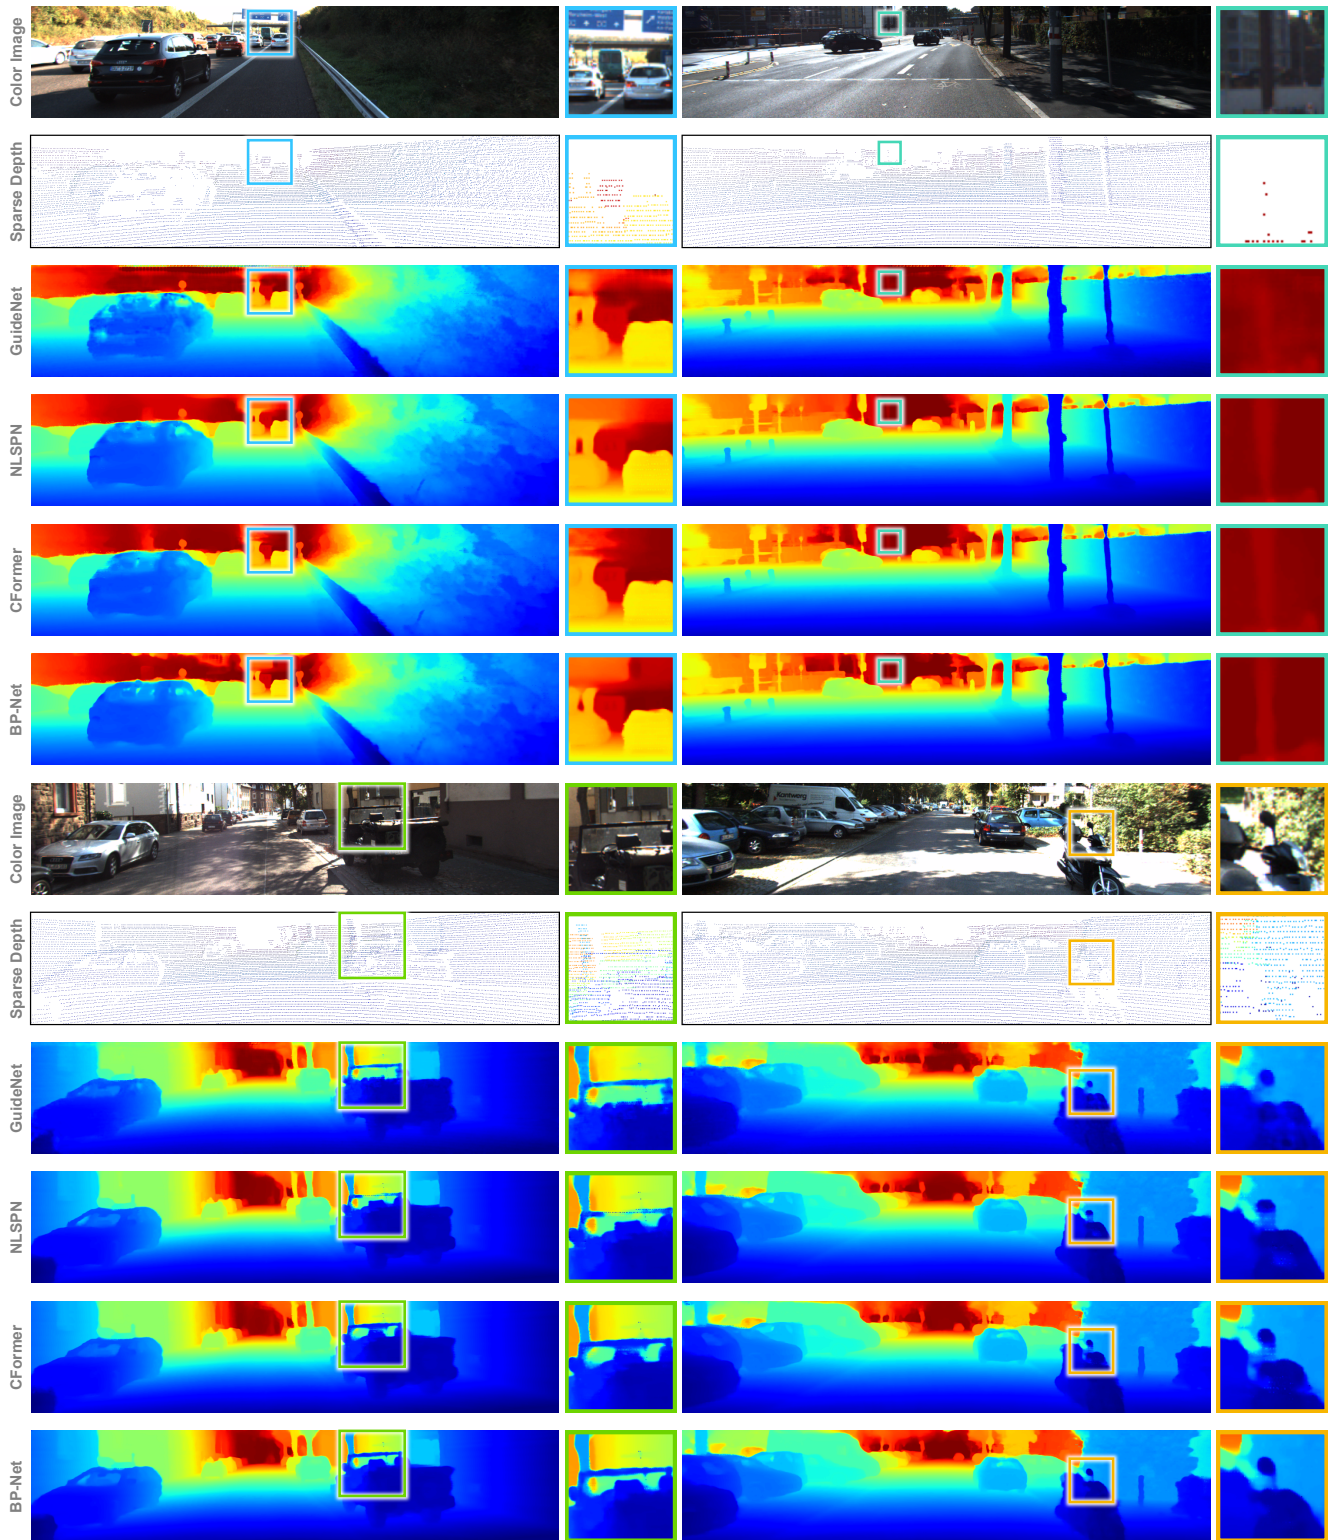 Color Image
Sparse Depth
GuideNet
NLSPN
CFormer
BP-Net
Color Image
Sparse Depth
GuideNet
NLSPN
CFormer
BP-Net